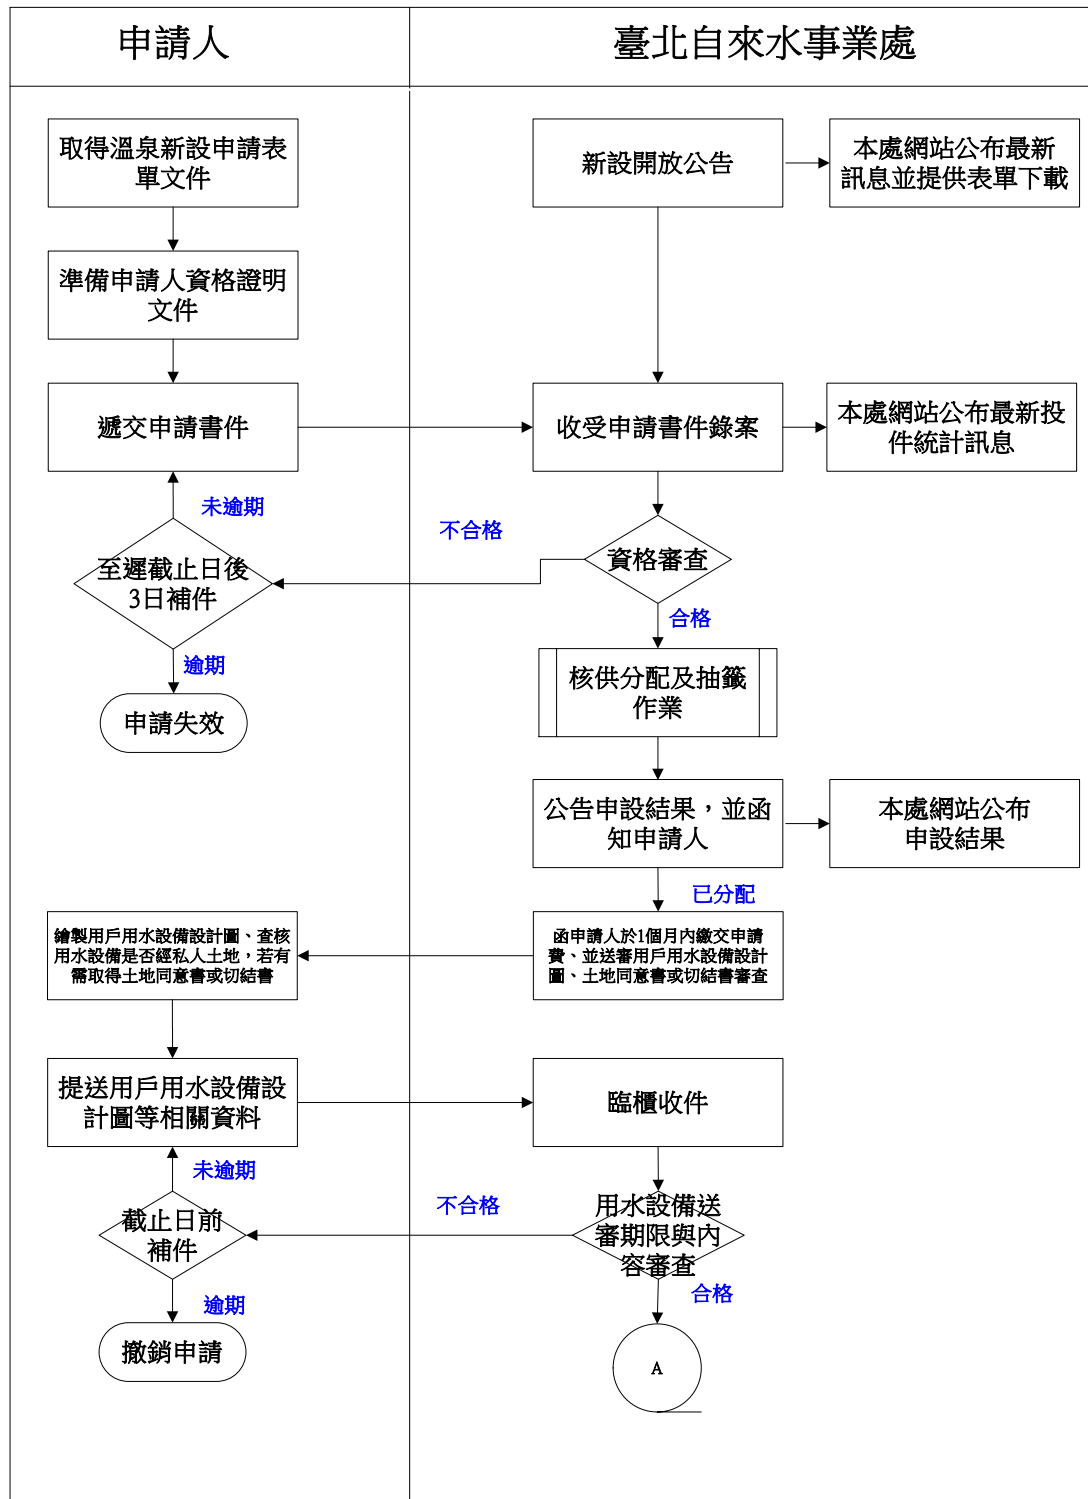 申請人
臺北自來水事業處
取得溫泉新設申請表
單文件
新設開放公告
本處網站公布最新
訊息並提供表單下載
準備申請人資格證明
文件
遞交申請書件
收受申請書件錄案
本處網站公布最新投
件統計訊息
未逾期
不合格
至遲截止日後
3日補件
資格審查
合格
逾期
申請失效
核供分配及抽籤
作業
公告申設結果，並函
知申請人
本處網站公布
申設結果
已分配
繪製用戶用水設備設計圖、查核
用水設備是否經私人土地，若有
需取得土地同意書或切結書
函申請人於1個月內繳交申請
費、並送審用戶用水設備設計
圖、土地同意書或切結書審查
提送用戶用水設備設
計圖等相關資料
臨櫃收件
未逾期
不合格
截止日前
補件
用水設備送
審期限與內
容審查
合格
逾期
撤銷申請
A